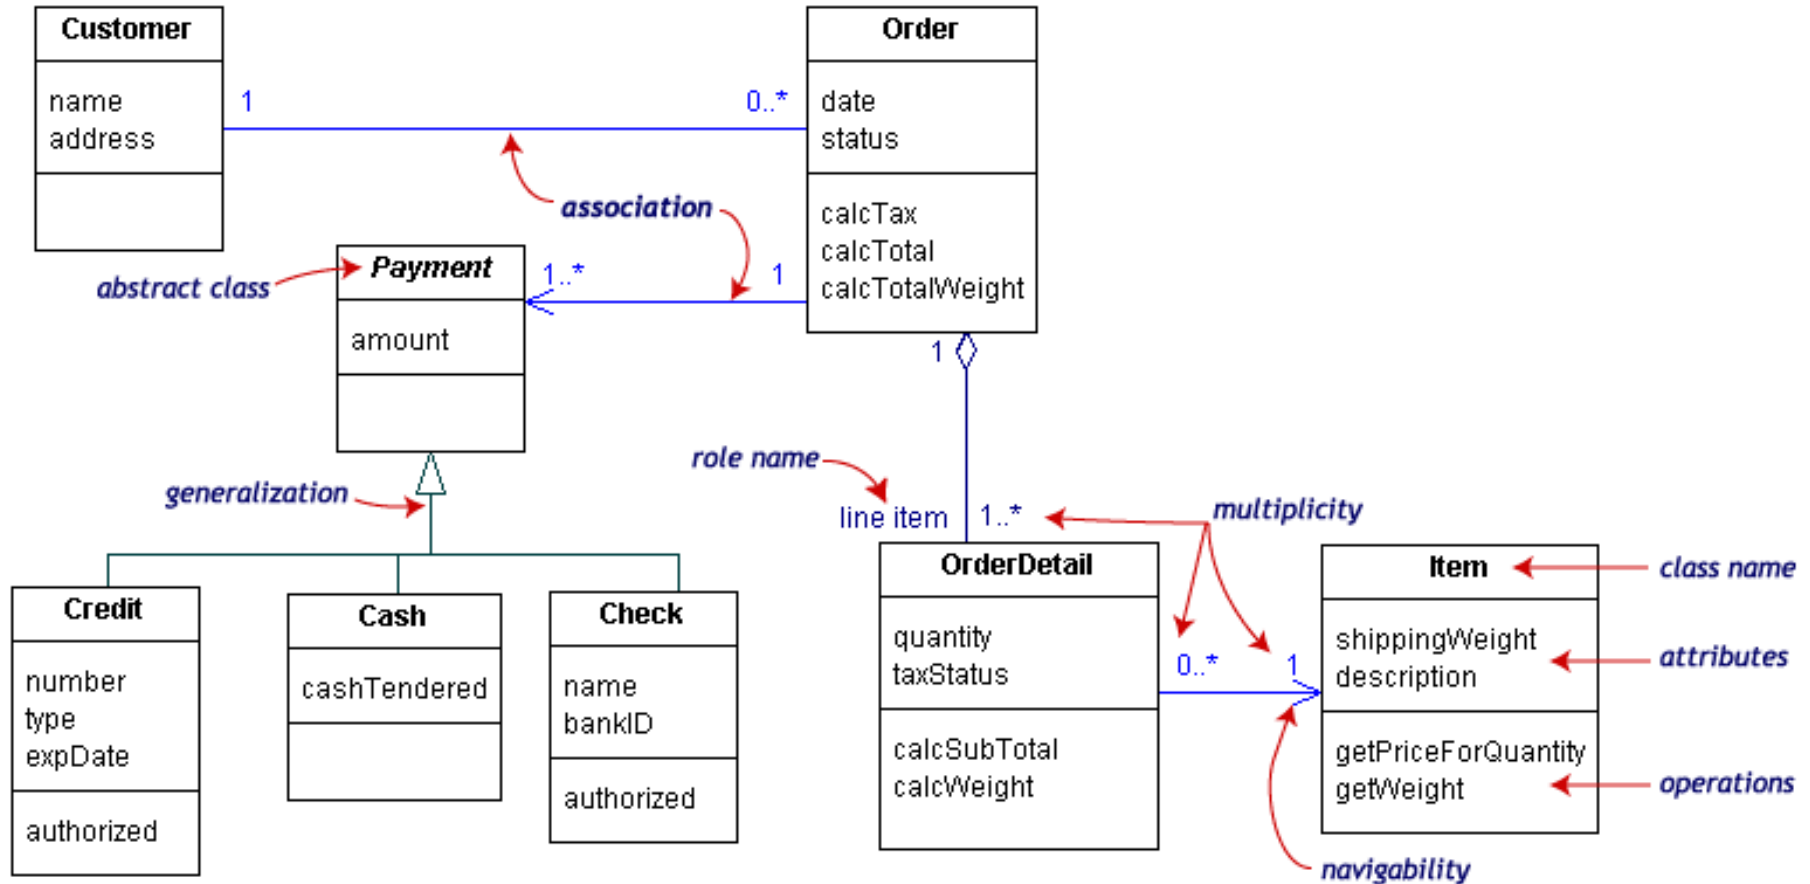 Customer
name
address
1
0..*
Order
date
status
calcTax
calcTotal
calcTotalWeight
association
abstract class
Payment
amount
1..*
1
1
generalization
role name
line item
1..*
multiplicity
Credit
number
type
expDate
authorized
Cash
cashTendered
Check
name
bankID
authorized
OrderDetail
quantity
taxStatus
calcSubTotal
calcWeight
0..*
1
Item
shippingWeight
description
getPriceForQuantity
getWeight
class name
attributes
operations
navigability